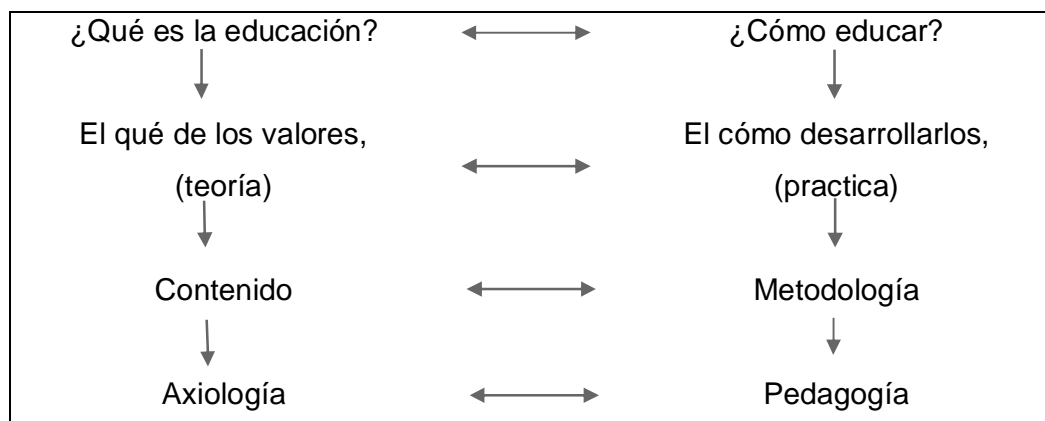 ¿Qué es la educación?
¿Cómo educar?
El qué de los valores,
(teoría)
El cómo desarrollarlos,
(practica)
Contenido
Metodología
Axiología
Pedagogía